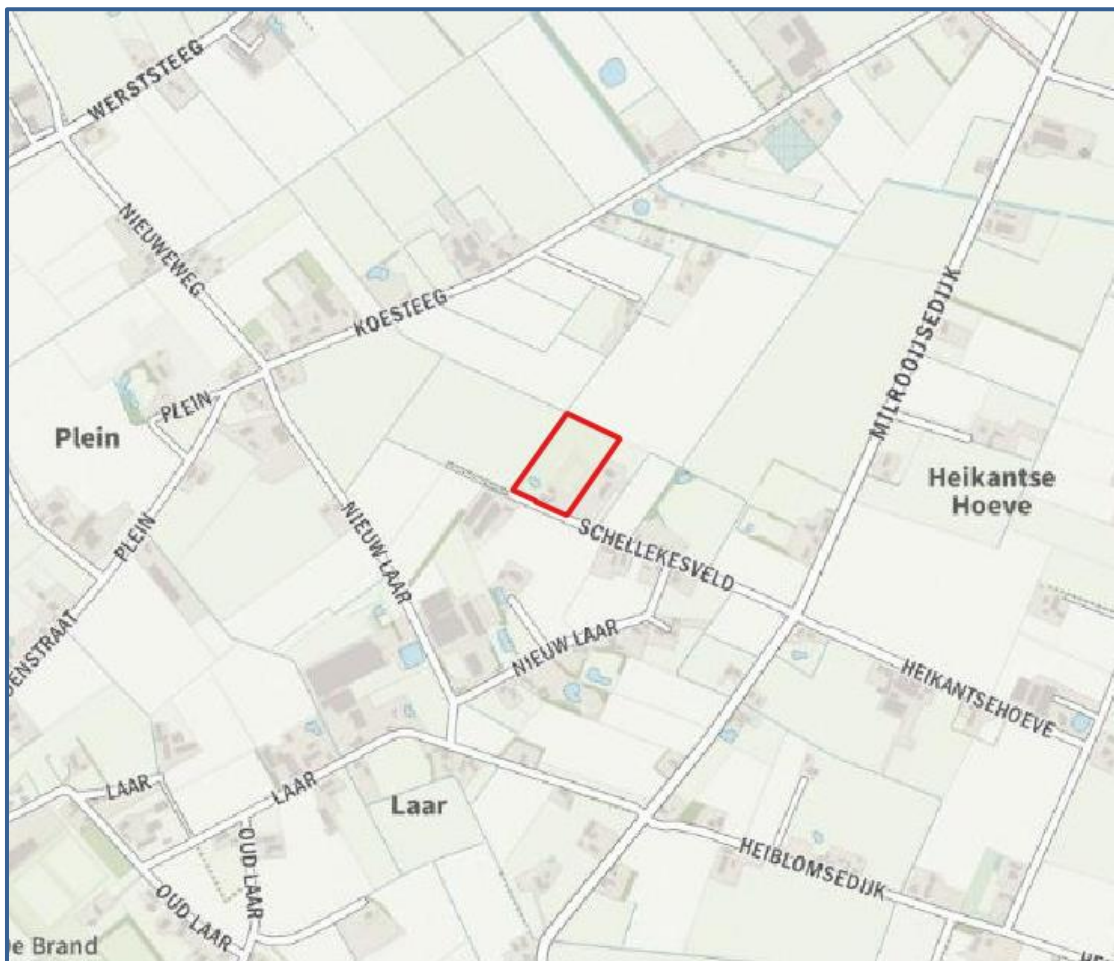 WERSTSTEEG
NIEUWEWEG
KOESTEEG
PLEIN
Plein
PLEIN
MILROOIJSEDIJK
Heikantse
Hoeve
NIEUW LAAR
SCHELLEKESVELD
NIEUW LAAR
HEIKANTSEHOEVE
LAAR
LAAR
Laar
OUD LAAR
OUD LAAR
HEIBLOMSEDIJK